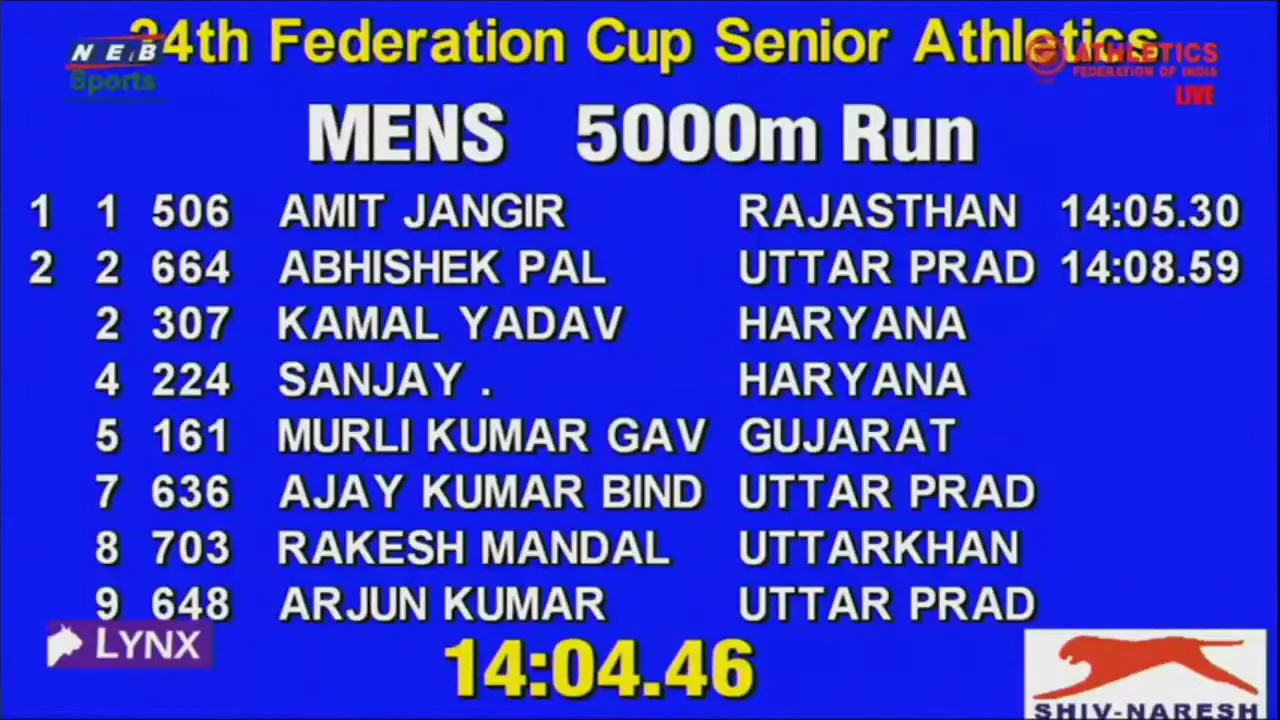 24th Federation Cup Senior Athletics
NEB
Sports
ATHLETICS
FEDERATION OF INDIA
LIVE
MENS 5000m Run
1 1 506 AMIT JANGIR RAJASTHAN 14:05.30
2 2 664 ABHISHEK PAL UTTAR PRAD 14:08.59
2 307 KAMAL YADAV HARYANA
4 224 SANJAY . HARYANA
5 161 MURLI KUMAR GAV GUJARAT
7 636 AJAY KUMAR BIND UTTAR PRAD
8 703 RAKESH MANDAL UTTARKHAN
9 648 ARJUN KUMAR UTTAR PRAD
LYNX
14:04.46
SHIV-NARESH